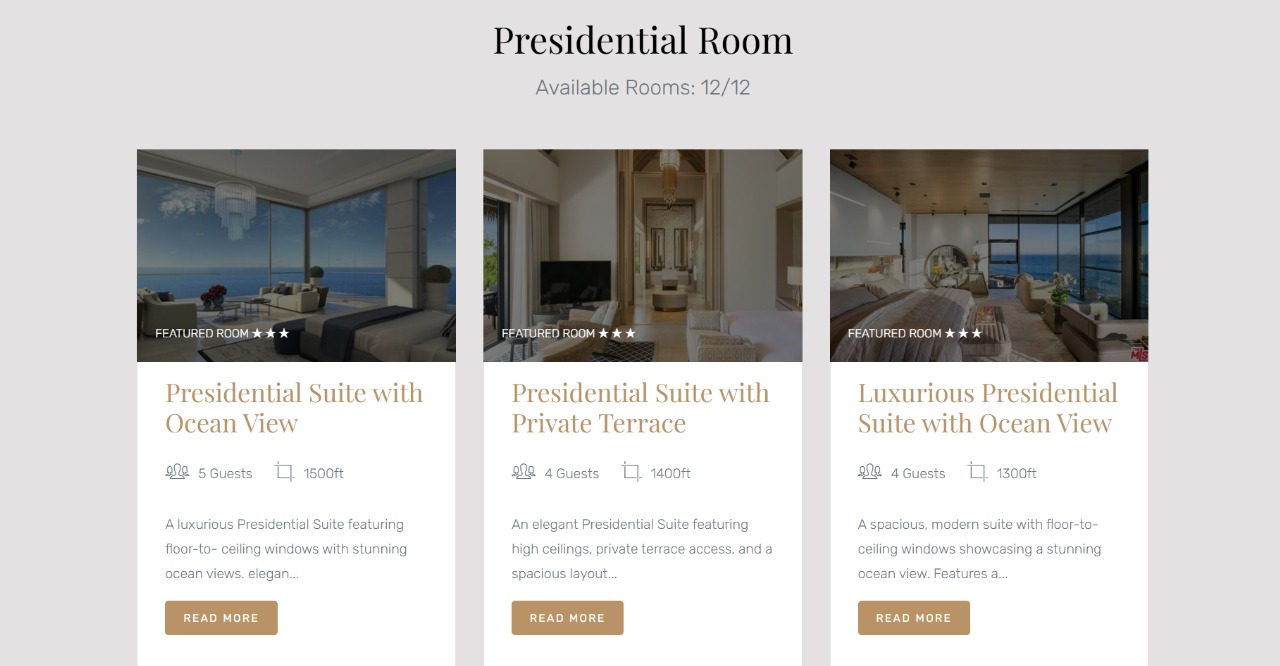 Presidential Room
Available Rooms: 12/12
FEATURED ROOM ★★★
Presidential Suite with
Ocean View
5 Guests 1500ft
A luxurious Presidential Suite featuring
floor-to- ceiling windows with stunning
ocean views. elegan...
READ MORE
FEATURED ROOM ★★★
Presidential Suite with
Private Terrace
4 Guests 1400ft
An elegant Presidential Suite featuring
high ceilings, private terrace access, and a
spacious layout...
READ MORE
FEATURED ROOM ★★★
MLS
Luxurious Presidential
Suite with Ocean View
4 Guests 1300ft
A spacious, modern suite with floor-to-
ceiling windows showcasing a stunning
ocean view. Features a...
READ MORE